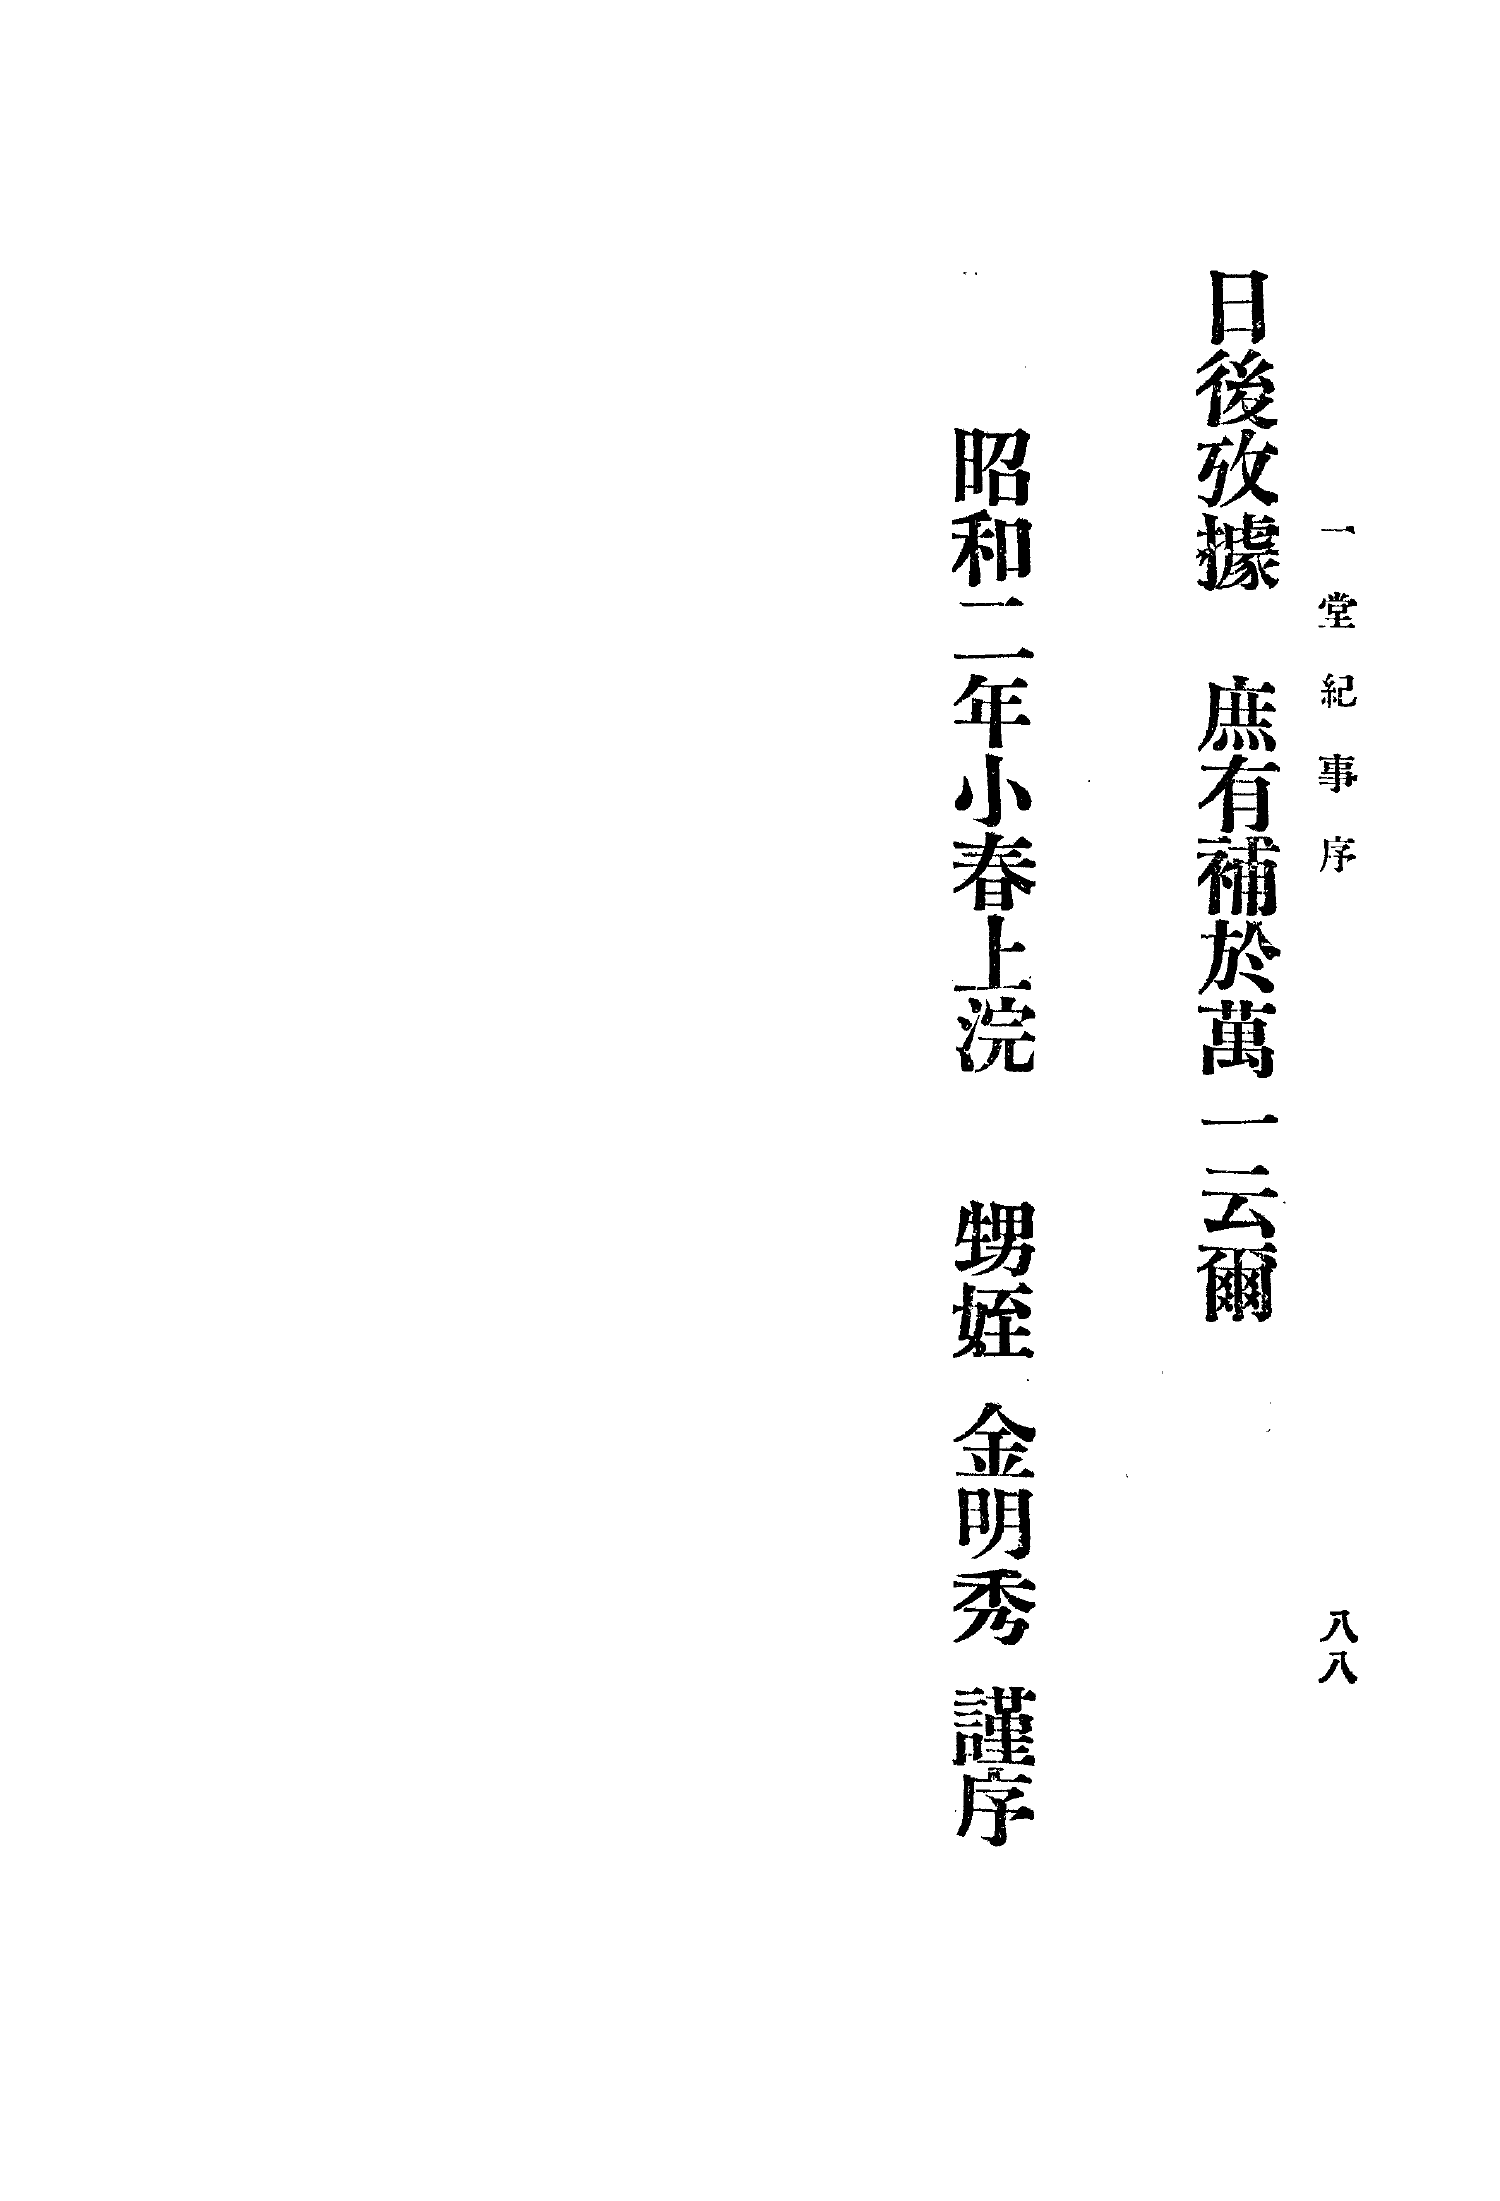 一堂紀事序
八八
日後攷據 庶有補於萬一云爾
昭和二年小春上浣 甥姪 金明秀 謹序